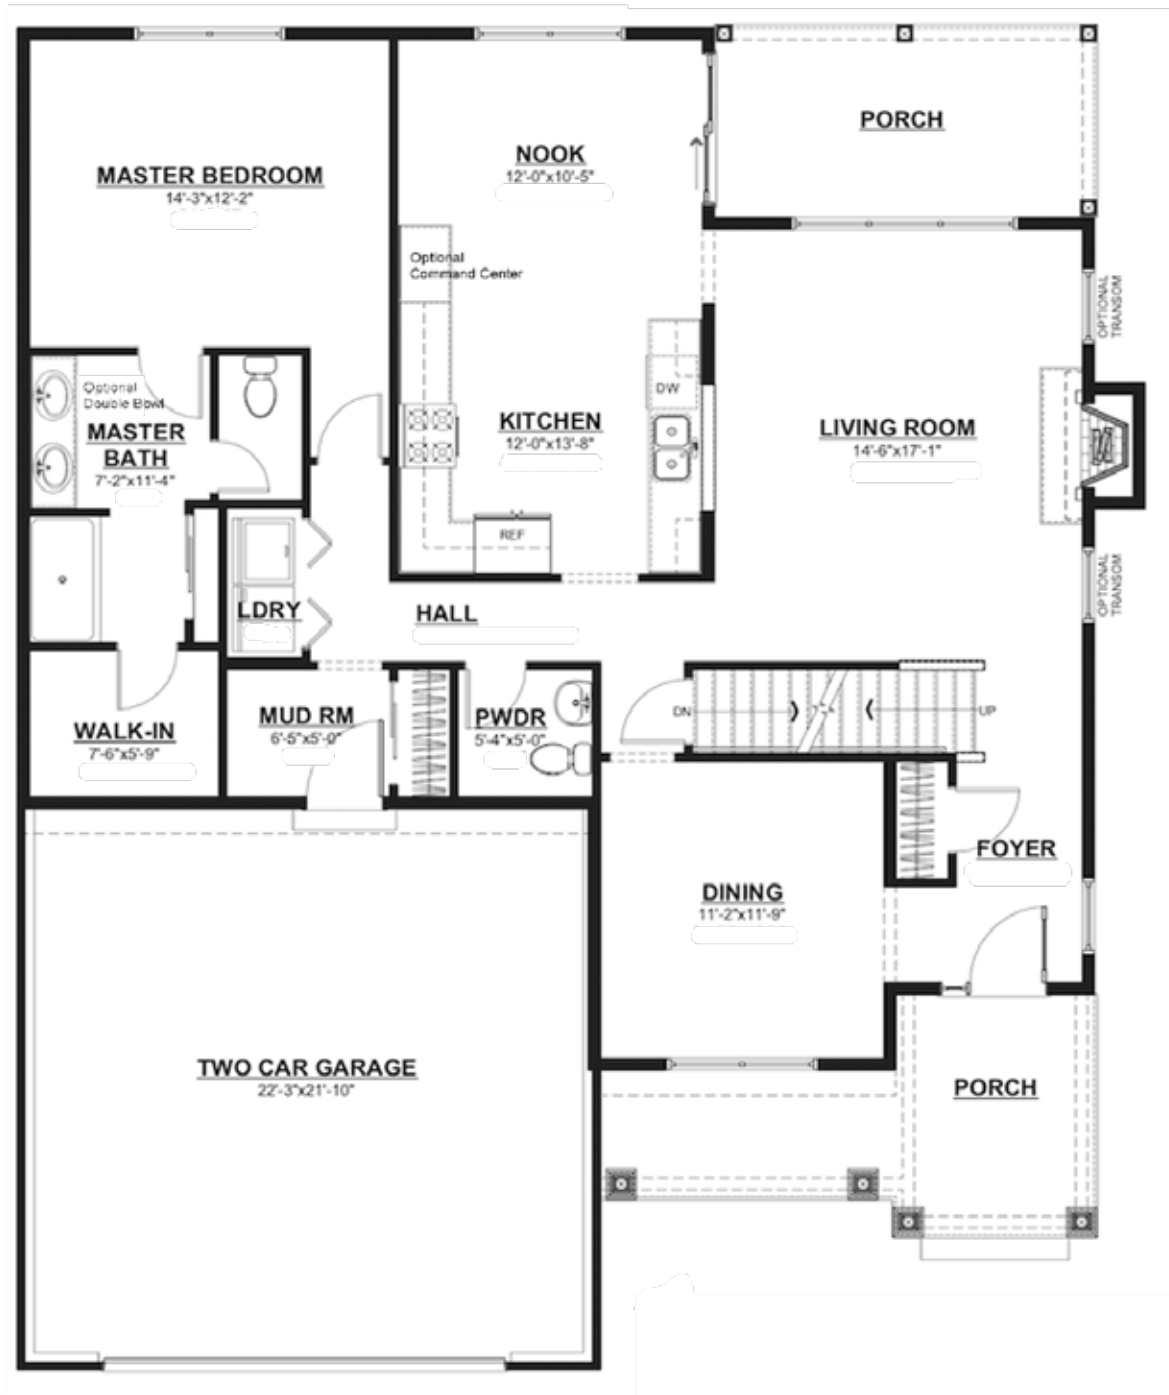 PORCH
NOOK
12'-0"x10'-5"
MASTER BEDROOM
14'-3"x12'-2"
Optional
Command Center
OPTIONAL
TRANSOM
Optional
Double Bowl
DW
MASTER
BATH
7'-2"x11'-4"
KITCHEN
12'-0"x13'-8"
LIVING ROOM
14'-6"x17'-1"
REF
OPTIONAL
TRANSOM
LDRY
HALL
MUD RM
6'-5"x5'-0"
PWDR
5'-4"x5'-0"
DN
UP
WALK-IN
7'-6"x5'-9"
FOYER
DINING
11'-2"x11'-9"
TWO CAR GARAGE
22'-3"x21'-10"
PORCH